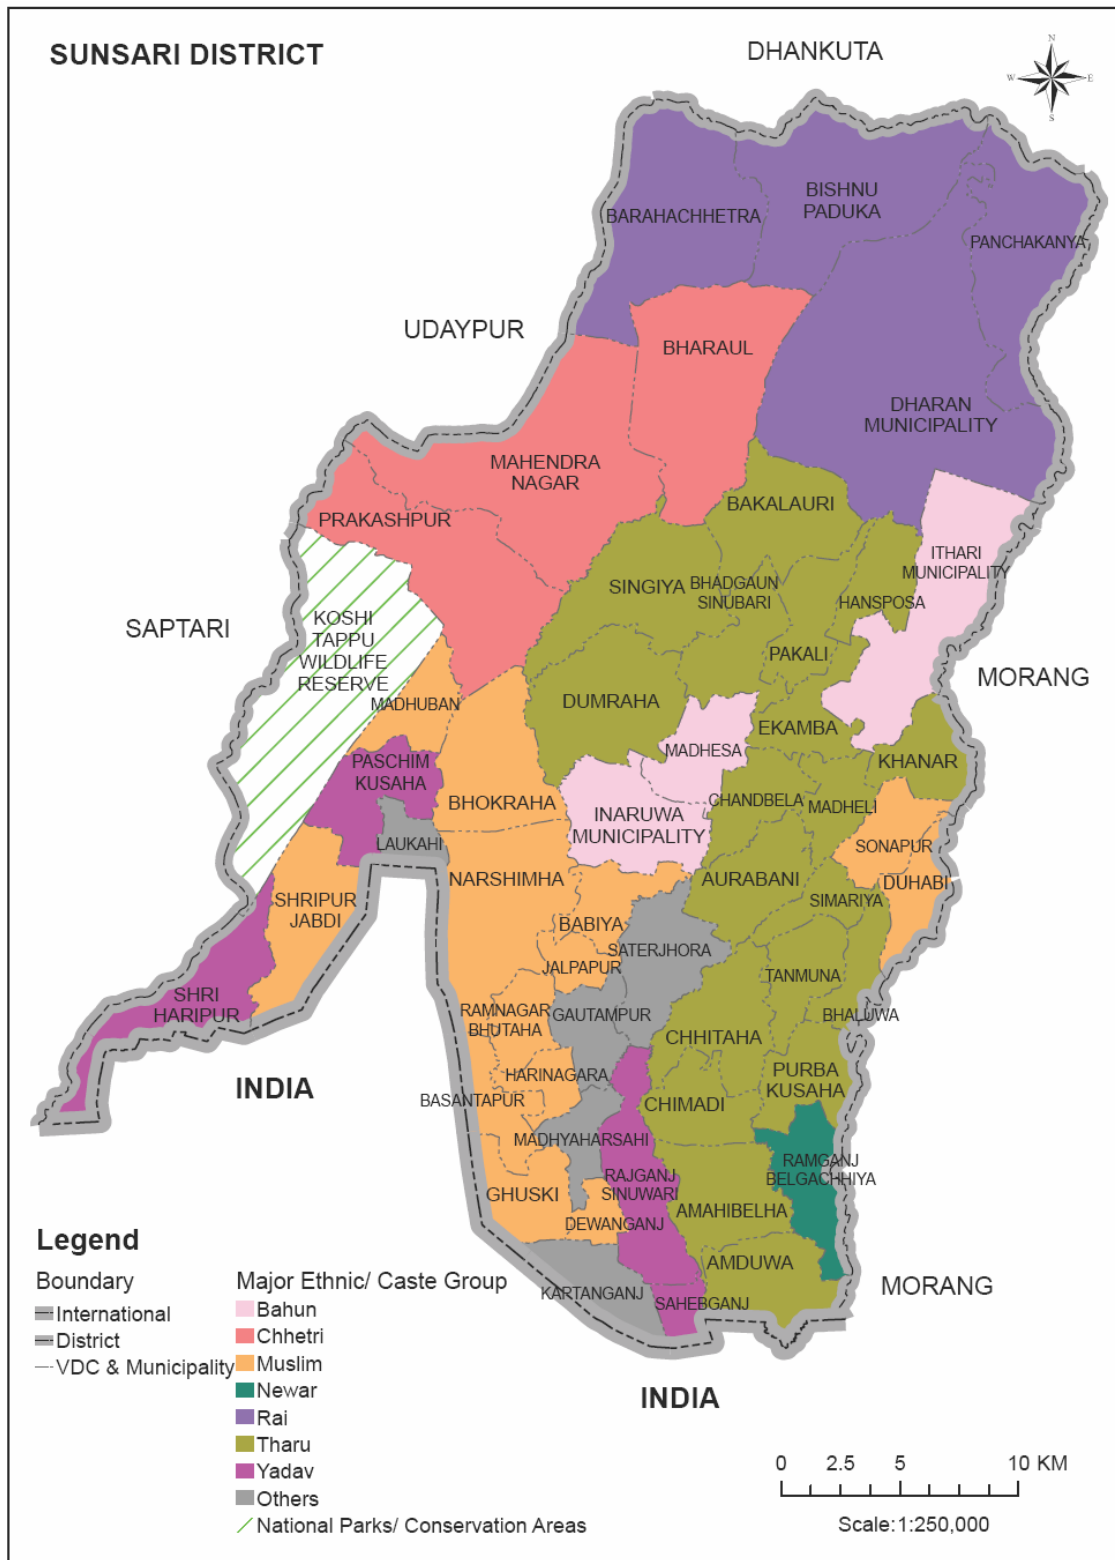 SUNSARI DISTRICT
DHANKUTA
N
W
E
S
BISHNU
PADUKA
BARAHACHHETRA
PANCHAKANYA
UDAYPUR
BHARAUL
DHARAN
MUNICIPALITY
MAHENDRA
NAGAR
BAKALAURI
PRAKASHPUR
ITHARI
MUNICIPALITY
SINGIYA
BHADGAUN
SINUBARI
HANSPOSA
SAPTARI
KOSHI
TAPPU
WILDLIFE
RESERVE
PAKALI
MORANG
MADHUBAN
DUMRAHA
EKAMBA
MADHESA
PASCHIM
KUSAHA
KHANAR
BHOKRAHA
CHANDBELA
MADHELI
INARUWA
MUNICIPALITY
LAUKAHI
SONAPUR
NARSHIMHA
AURABANI
DUHABI
SHRIPUR
JABDI
SIMARIYA
BABIYA
SATERJHORA
JALPAPUR
TANMUNA
SHRI
HARIPUR
RAMNAGAR
BHUTAHA
GAUTAMPUR
BHALUWA
CHHITAHA
INDIA
HARINAGARA
PURBA
KUSAHA
BASANTAPUR
CHIMADI
MADHYAHARSAHI
RAMGANJ
BELGACHHIYA
RAJGANJ
SINUWARI
GHUSKI
AMAHIBELHA
DEWANGANJ
AMDUWA
KARTANGANJ
SAHEBGANJ
MORANG
INDIA
Legend
Boundary
International
District
VDC & Municipality
Major Ethnic/ Caste Group
Bahun
Chhetri
Muslim
Newar
Rai
Tharu
Yadav
Others
National Parks/ Conservation Areas
0 2.5 5 10 KM
Scale:1:250,000